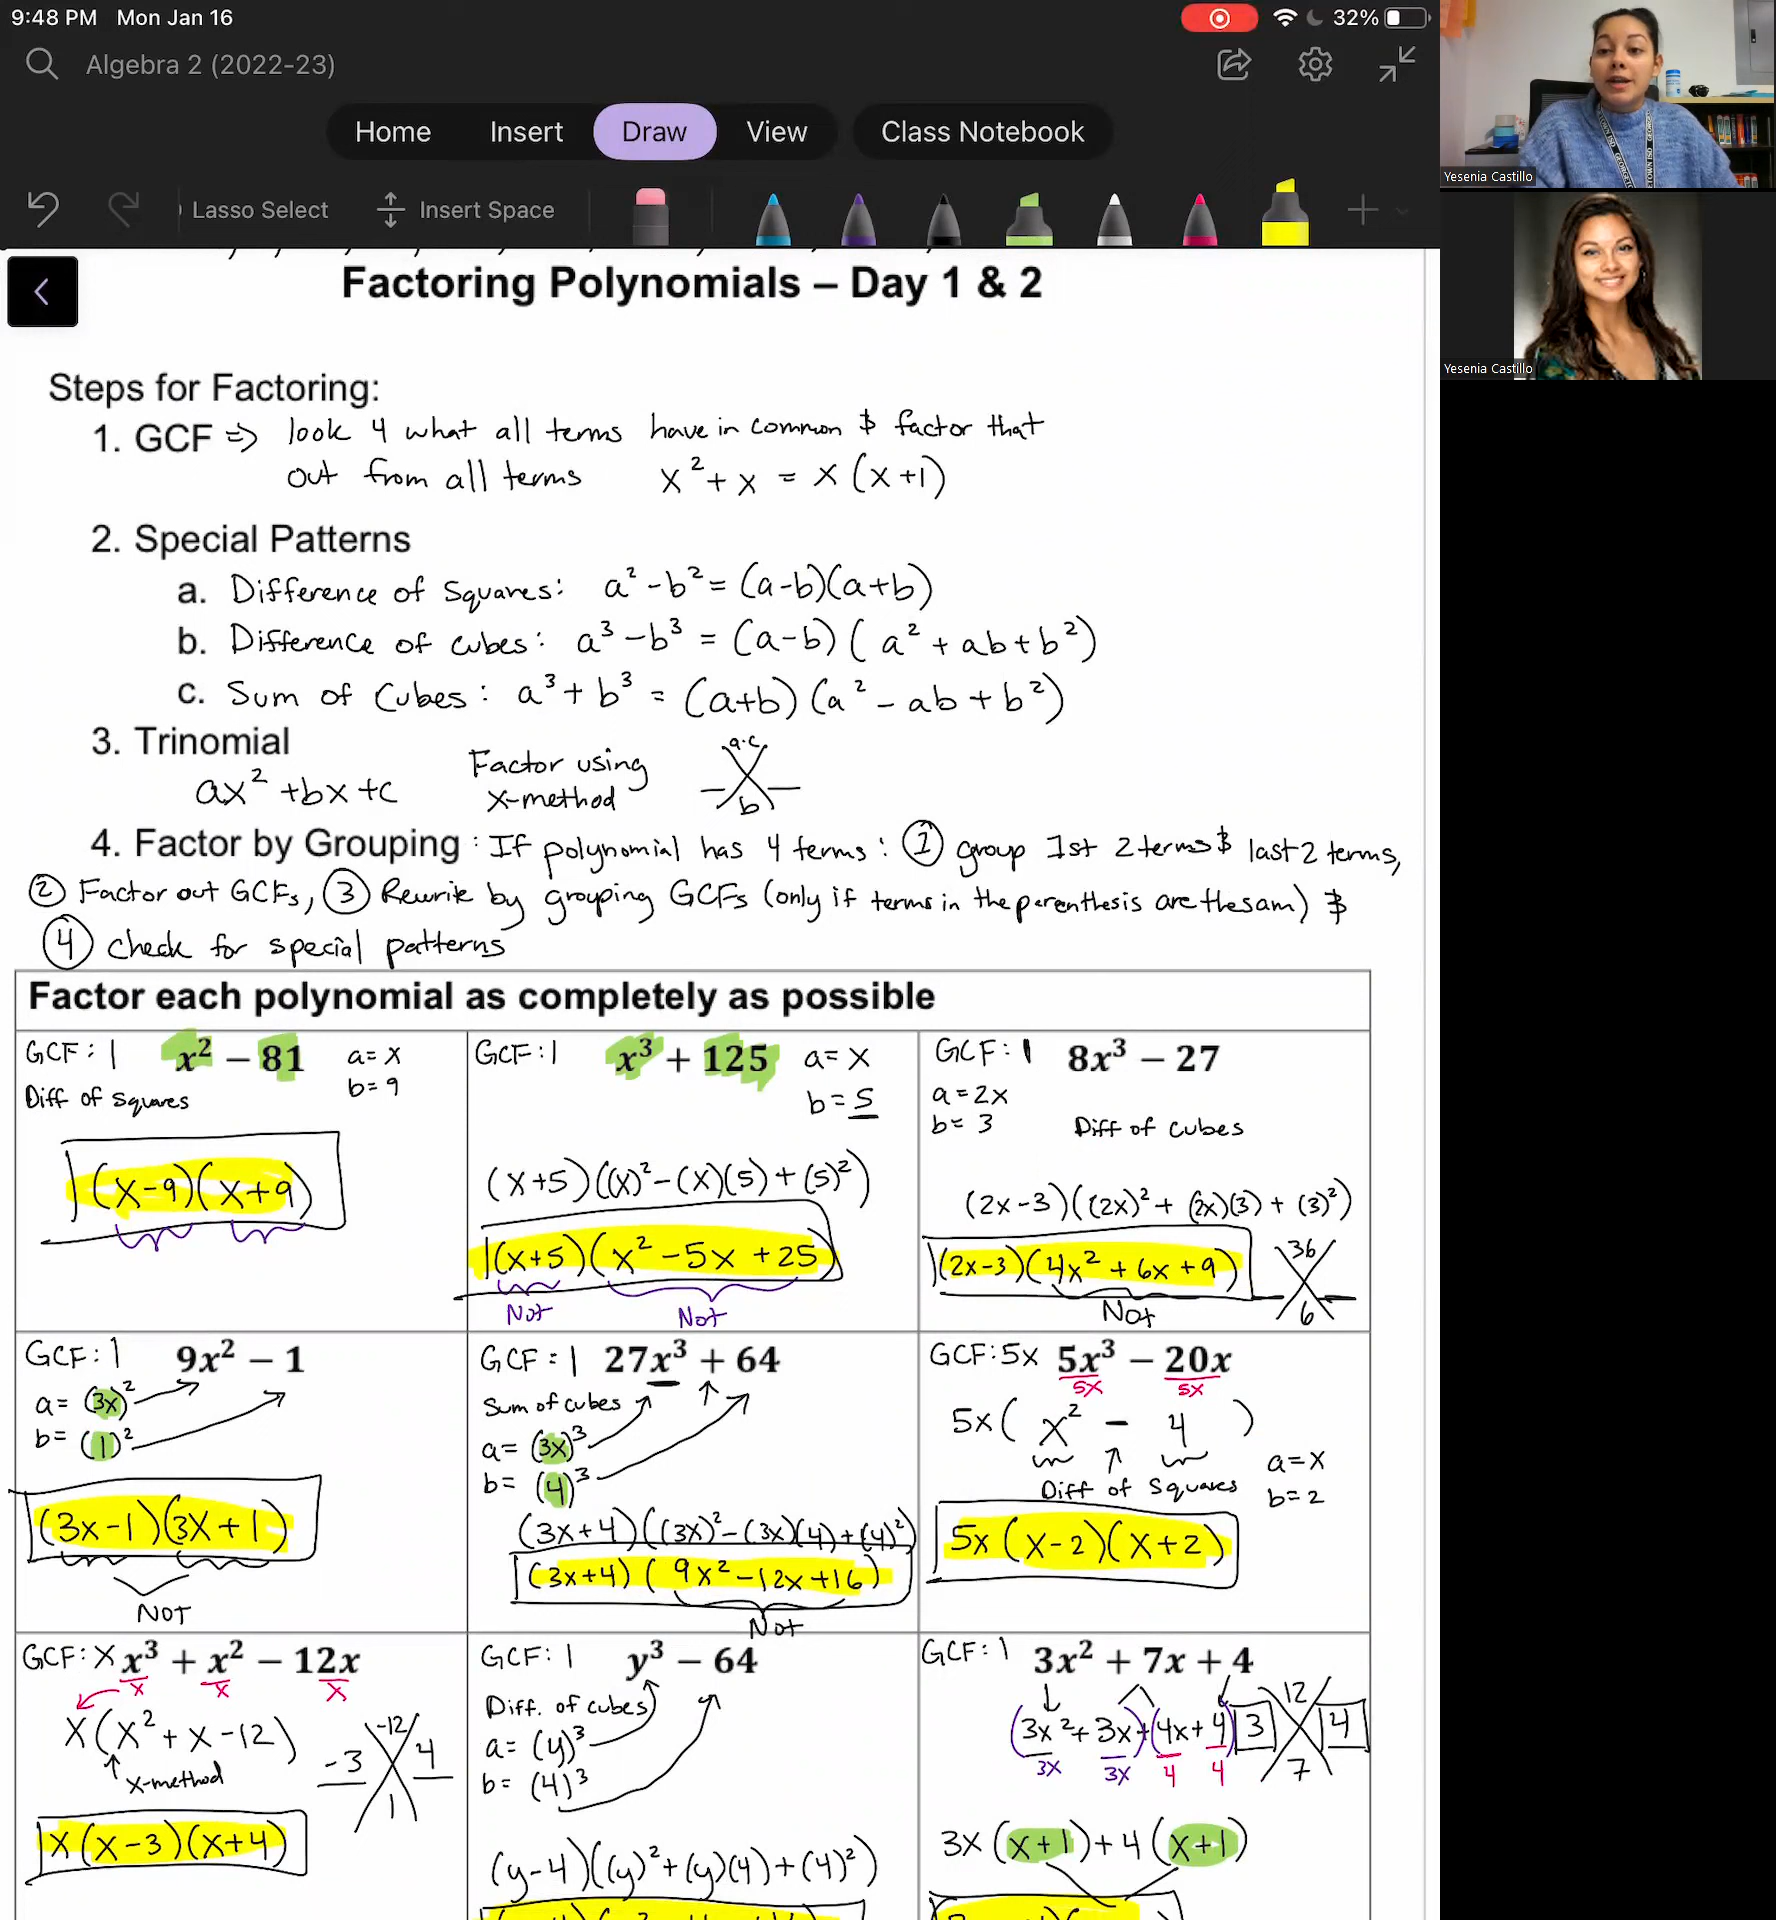 9:48 PM Mon Jan 16
32%
Algebra 2 (2022-23)
Home Insert Draw View Class Notebook
Lasso Select Insert Space
Yesenia Castillo
Yesenia Castillo
Factoring Polynomials – Day 1 & 2
Steps for Factoring:
1. GCF ⇒ look 4 what all terms have in common & factor that
out from all terms x² + x = x (x+1)
2. Special Patterns
a. Difference of Squares: a² - b² = (a-b)(a+b)
b. Difference of cubes: a³ - b³ = (a-b) (a² + ab + b²)
c. Sum of Cubes: a³ + b³ = (a+b) (a² - ab + b²)
3. Trinomial
ax² + bx + c Factor using x-method a·c b
4. Factor by Grouping : If polynomial has 4 terms: ① group 1st 2 terms & last 2 terms,
② Factor out GCFs, ③ Rewrite by grouping GCFs (only if terms in the parenthesis are the sam) &
④ check for special patterns
Factor each polynomial as completely as possible
GCF: 1 x² – 81 a = x
b = 9
Diff of squares
(x-9)(x+9)
GCF: 1 x³ + 125 a = x
b = 5
(x+5)((x)² - (x)(5) + (5)²)
(x+5)(x² - 5x + 25)
Not Not
GCF: 1 8x³ – 27
a = 2x
b = 3 Diff of cubes
(2x-3)((2x)² + (2x)(3) + (3)²)
(2x-3)(4x² + 6x + 9) 36
Not 6
GCF: 1 9x² – 1
a = (3x)²
b = (1)²
(3x-1)(3x+1)
NOT
GCF = 1 27x³ + 64
Sum of cubes
a = (3x)³
b = (4)³
(3x+4)((3x)² - (3x)(4) + (4)²)
(3x+4)(9x² - 12x + 16)
Not
GCF: 5x 5x³ – 20x
5x 5x
5x( x² - 4 )
a = x
Diff of Squares b = 2
5x(x-2)(x+2)
GCF: x x³ + x² – 12x
x x x
x(x² + x - 12) -12
-3 4
x-method 1
x(x-3)(x+4)
GCF: 1 y³ – 64
Diff. of cubes
a = (y)³
b = (4)³
(y-4)((y)² + (y)(4) + (4)²)
GCF: 1 3x² + 7x + 4
12
(3x² + 3x) + (4x + 4) 3 4
3x 3x 4 4 7
3x(x+1) + 4(x+1)